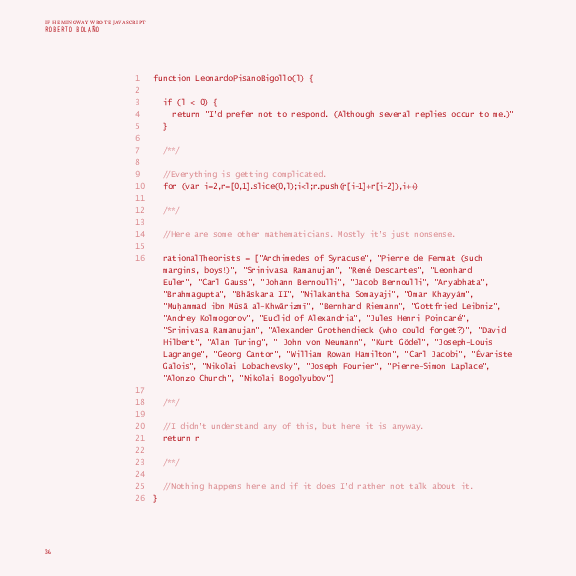 IF HEMINGWAY WROTE JAVASCRIPT
ROBERTO BOLAÑO
1 function LeonardoPisanoBigollo(l) {
2
3 if (l < 0) {
4 return "I'd prefer not to respond. (Although several replies occur to me.)"
5 }
6
7 /**/
8
9 //Everything is getting complicated.
10 for (var i=2,r=[0,1].slice(0,l);i<l;r.push(r[i-1]+r[i-2]),i++)
11
12 /**/
13
14 //Here are some other mathematicians. Mostly it's just nonsense.
15
16 rationalTheorists = ["Archimedes of Syracuse", "Pierre de Fermat (such
margins, boys!)", "Srinivasa Ramanujan", "René Descartes", "Leonhard
Euler", "Carl Gauss", "Johann Bernoulli", "Jacob Bernoulli", "Aryabhata",
"Brahmagupta", "Bhāskara II", "Nilakantha Somayaji", "Omar Khayyám",
"Muḥammad ibn Mūsā al-Khwārizmī", "Bernhard Riemann", "Gottfried Leibniz",
"Andrey Kolmogorov", "Euclid of Alexandria", "Jules Henri Poincaré",
"Srinivasa Ramanujan", "Alexander Grothendieck (who could forget?)", "David
Hilbert", "Alan Turing", " John von Neumann", "Kurt Gödel", "Joseph-Louis
Lagrange", "Georg Cantor", "William Rowan Hamilton", "Carl Jacobi", "Évariste
Galois", "Nikolai Lobachevsky", "Joseph Fourier", "Pierre-Simon Laplace",
"Alonzo Church", "Nikolai Bogolyubov"]
17
18 /**/
19
20 //I didn't understand any of this, but here it is anyway.
21 return r
22
23 /**/
24
25 //Nothing happens here and if it does I'd rather not talk about it.
26 }
36